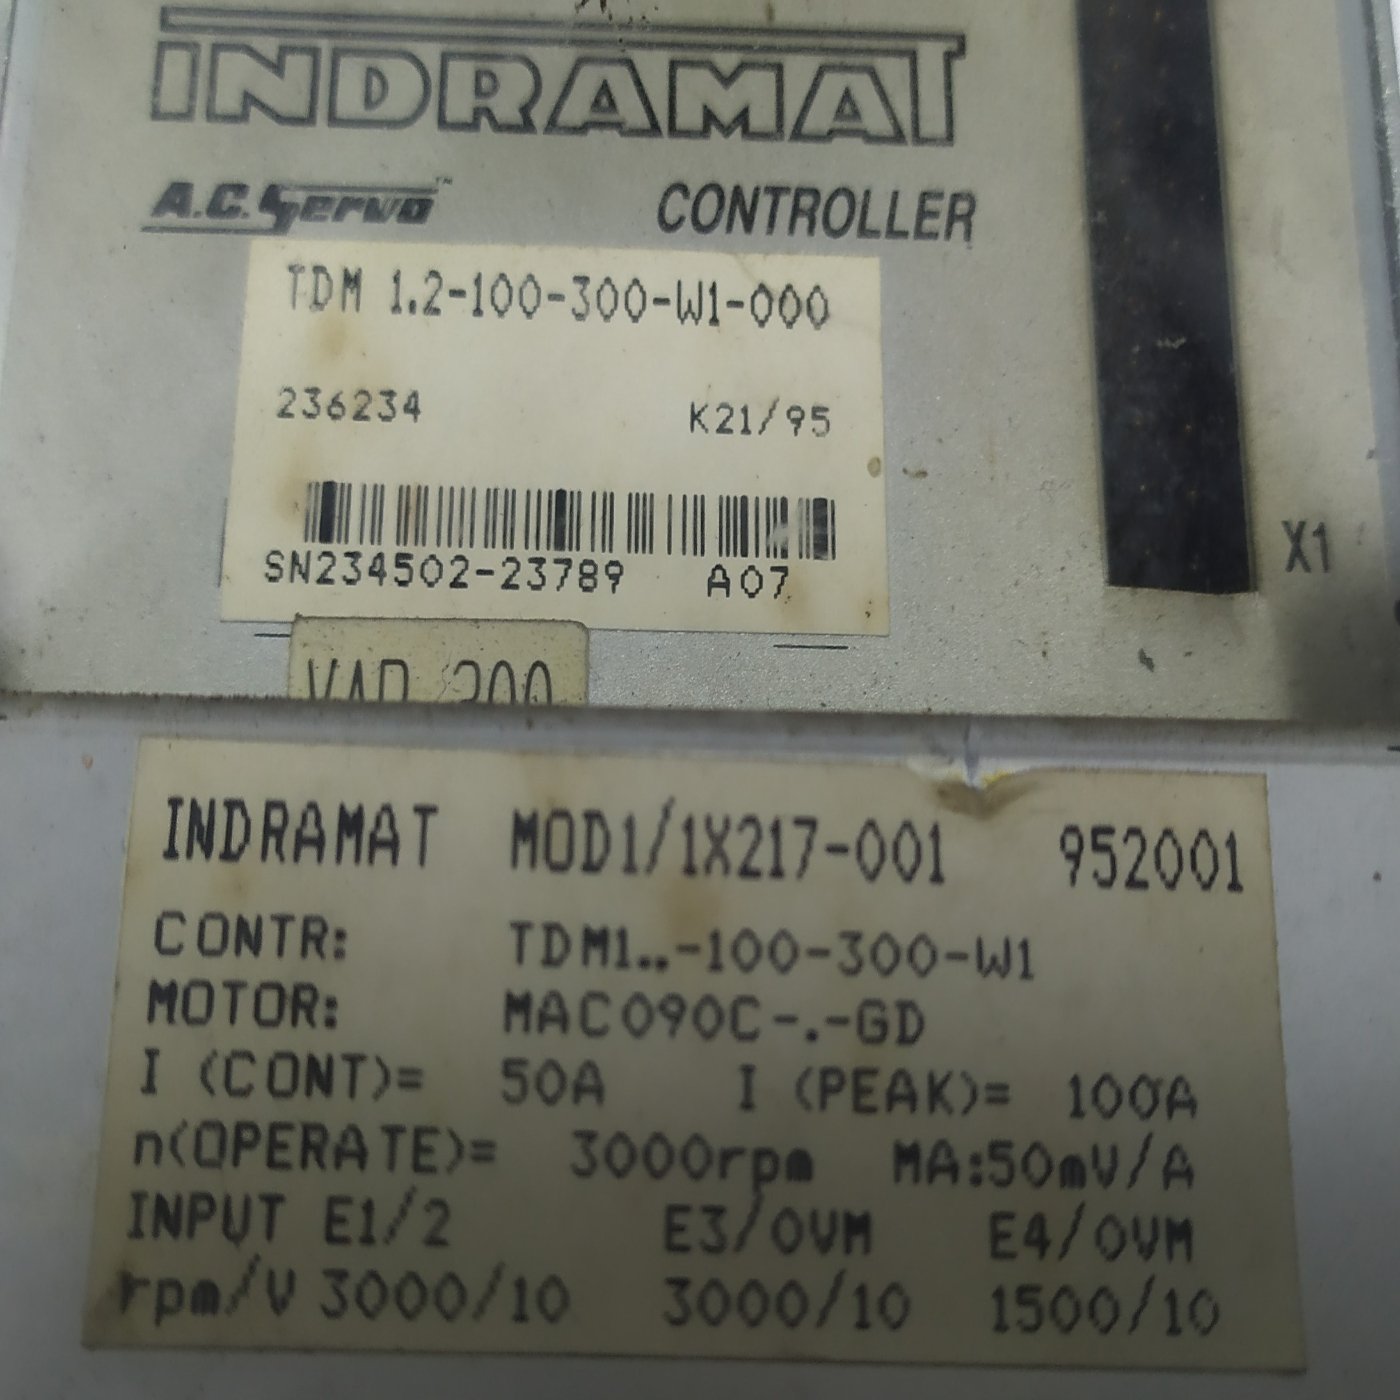 INDRAMAT
A.C. Servo™ CONTROLLER
TDM 1.2-100-300-W1-000
236234 K21/95
SN234502-23789 A07
X1
200
INDRAMAT MOD1/1X217-001 952001
CONTR: TDM1..-100-300-W1
MOTOR: MAC090C-.-GD
I (CONT)= 50A I (PEAK)= 100A
n(OPERATE)= 3000rpm MA:50mV/A
INPUT E1/2 E3/0VM E4/0VM
rpm/V 3000/10 3000/10 1500/10